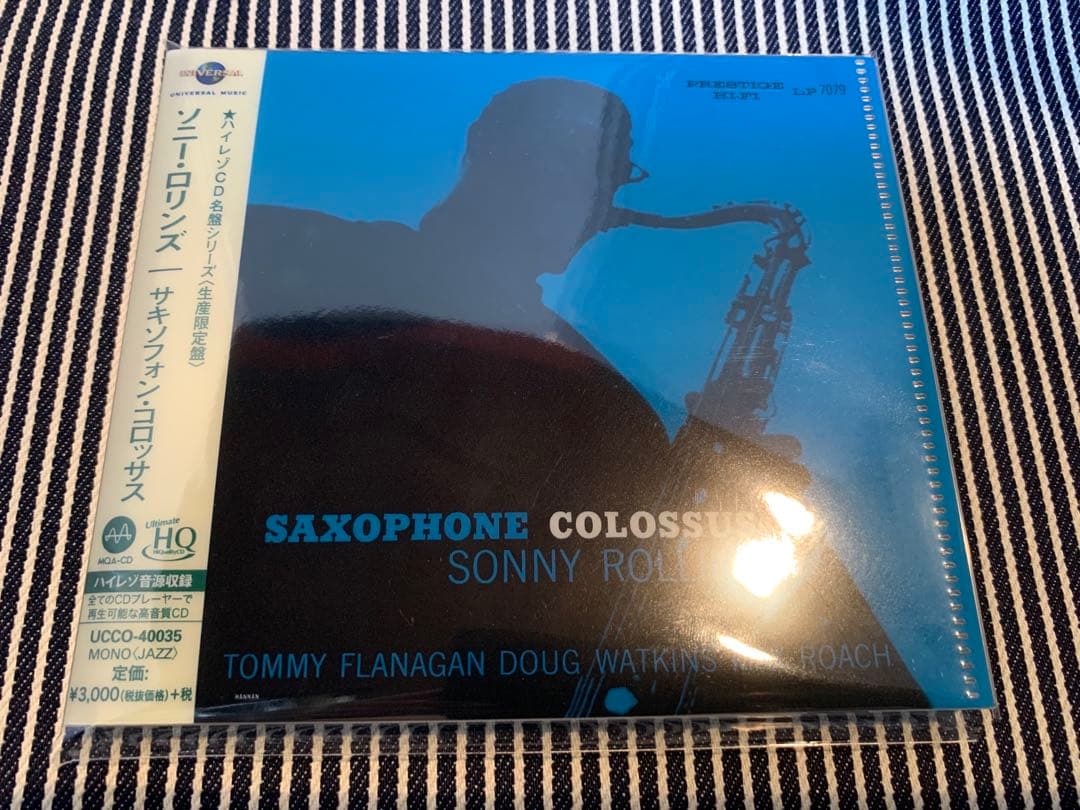 UNIVERSAL
UNIVERSAL MUSIC
★ハイレゾCD名盤シリーズ〈生産限定盤〉
ソニー・ロリンズ｜サキソフォン・コロッサス
MQA-CD
Ultimate
HQ
HiQualityCD
ハイレゾ音源収録
全てのCDプレーヤーで
再生可能な高音質CD
UCCO-40035
MONO〈JAZZ〉
定価:
¥3,000(税抜価格)+税
PRESTIGE
HI-FI
LP 7079
SAXOPHONE COLOSSUS
SONNY
TOMMY FLANAGAN DOUG WATKINS ROACH
HANNAN